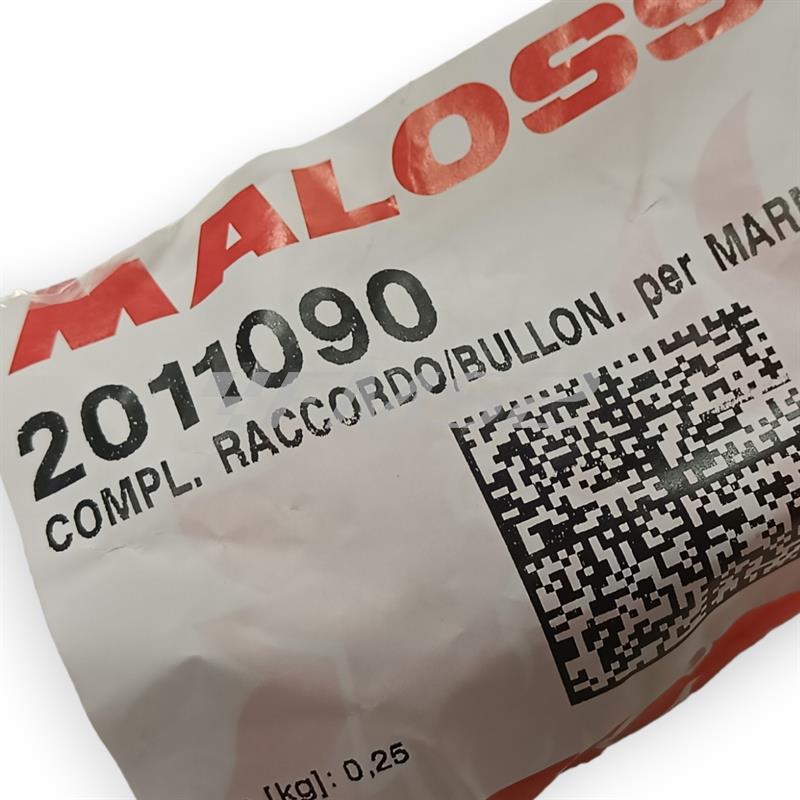 MALOSS
2011090
COMPL. RACCORDO/BULLON. per MAR
[kg]: 0,25